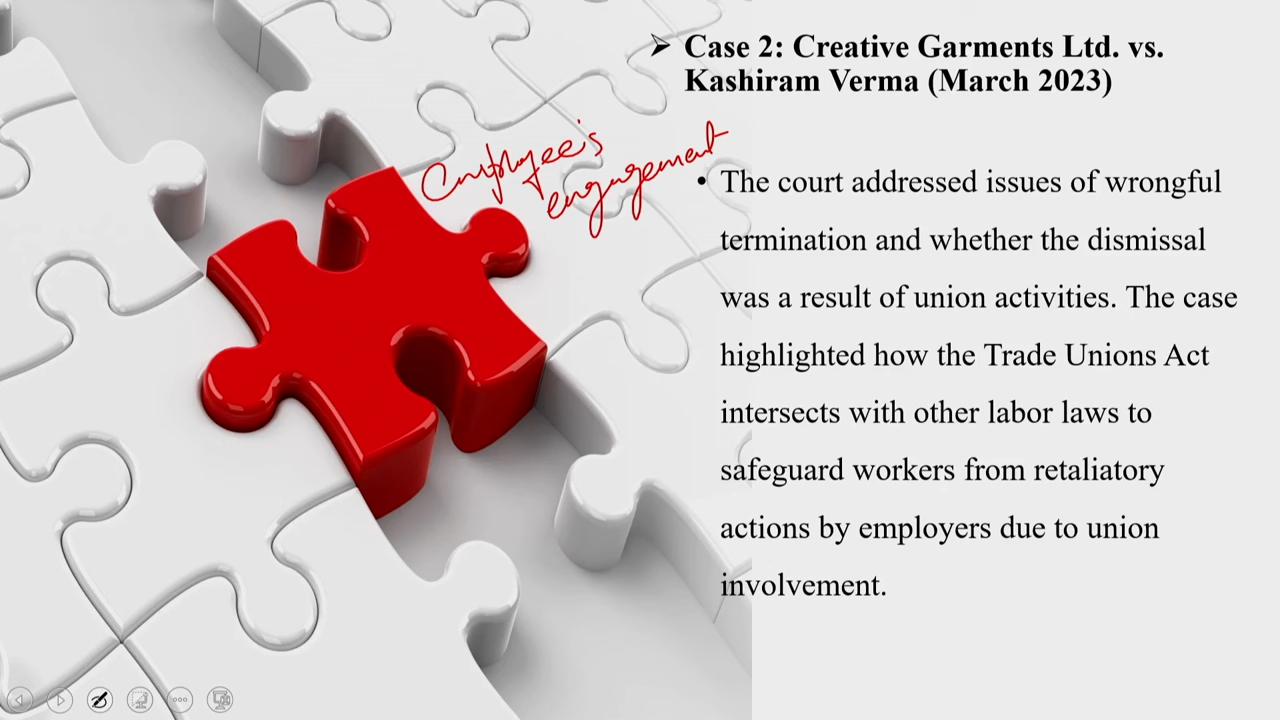 ➢ Case 2: Creative Garments Ltd. vs.
Kashiram Verma (March 2023)
Employee's
engagement
• The court addressed issues of wrongful
termination and whether the dismissal
was a result of union activities. The case
highlighted how the Trade Unions Act
intersects with other labor laws to
safeguard workers from retaliatory
actions by employers due to union
involvement.